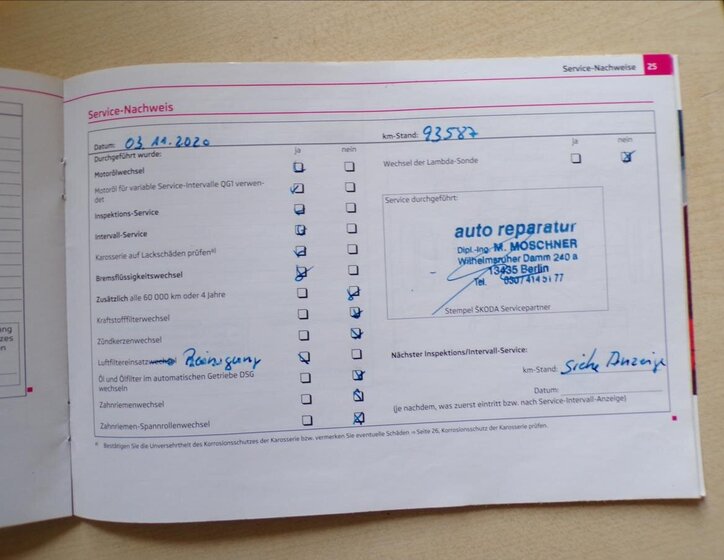 Service-Nachweise 25
Service-Nachweis
Datum: 03.11.2020 km-Stand: 93587
Durchgeführt wurde: ja nein ja nein
Motorölwechsel Wechsel der Lambda-Sonde
Motoröl für variable Service-Intervalle QG1 verwen-
det
Inspektions-Service
Intervall-Service
Karosserie auf Lackschäden prüfen a)
Bremsflüssigkeitswechsel
Zusätzlich alle 60 000 km oder 4 Jahre
Kraftstofffilterwechsel
Zündkerzenwechsel
Luftfiltereinsatzwechsel Reinigung
Öl und Ölfilter im automatischen Getriebe DSG
wechseln
Zahnriemenwechsel
Zahnriemen-Spannrollenwechsel
Service durchgeführt:
auto reparatur
Dipl.-Ing. M. MOSCHNER
Wilhelmsruher Damm 240 a
13435 Berlin
Tel. 030/ 414 51 77
Stempel ŠKODA Servicepartner
Nächster Inspektions/Intervall-Service:
km-Stand: Siehe Anzeige
Datum:
(je nachdem, was zuerst eintritt bzw. nach Service-Intervall-Anzeige)
a) Bestätigen Sie die Unversehrtheit des Korrosionsschutzes der Karosserie bzw. vermerken Sie eventuelle Schäden ⇒ Seite 26, Korrosionsschutz der Karosserie prüfen.